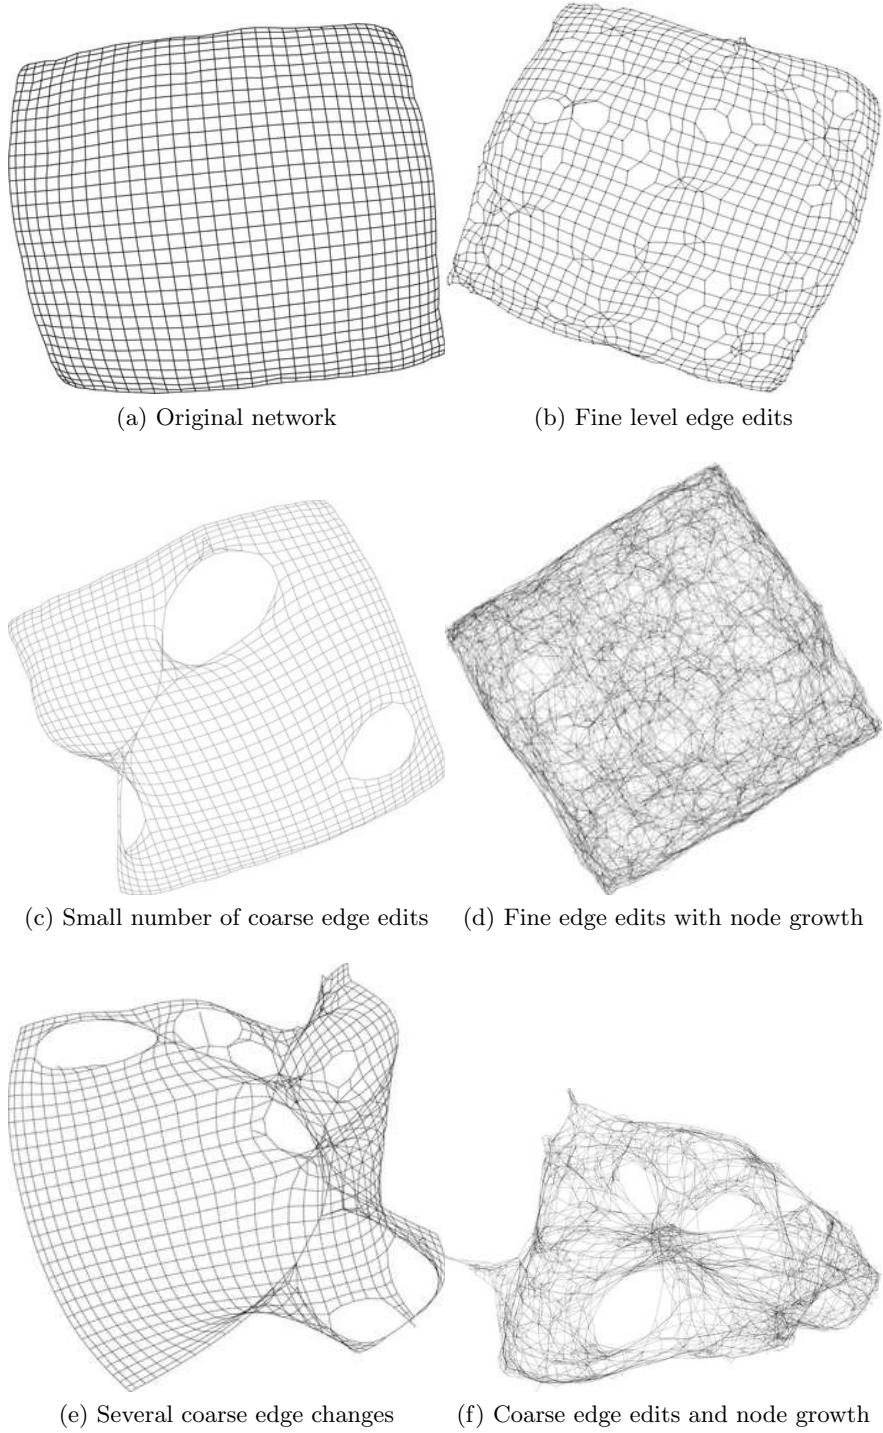 (a) Original network
(b) Fine level edge edits
(c) Small number of coarse edge edits
(d) Fine edge edits with node growth
(e) Several coarse edge changes
(f) Coarse edge edits and node growth